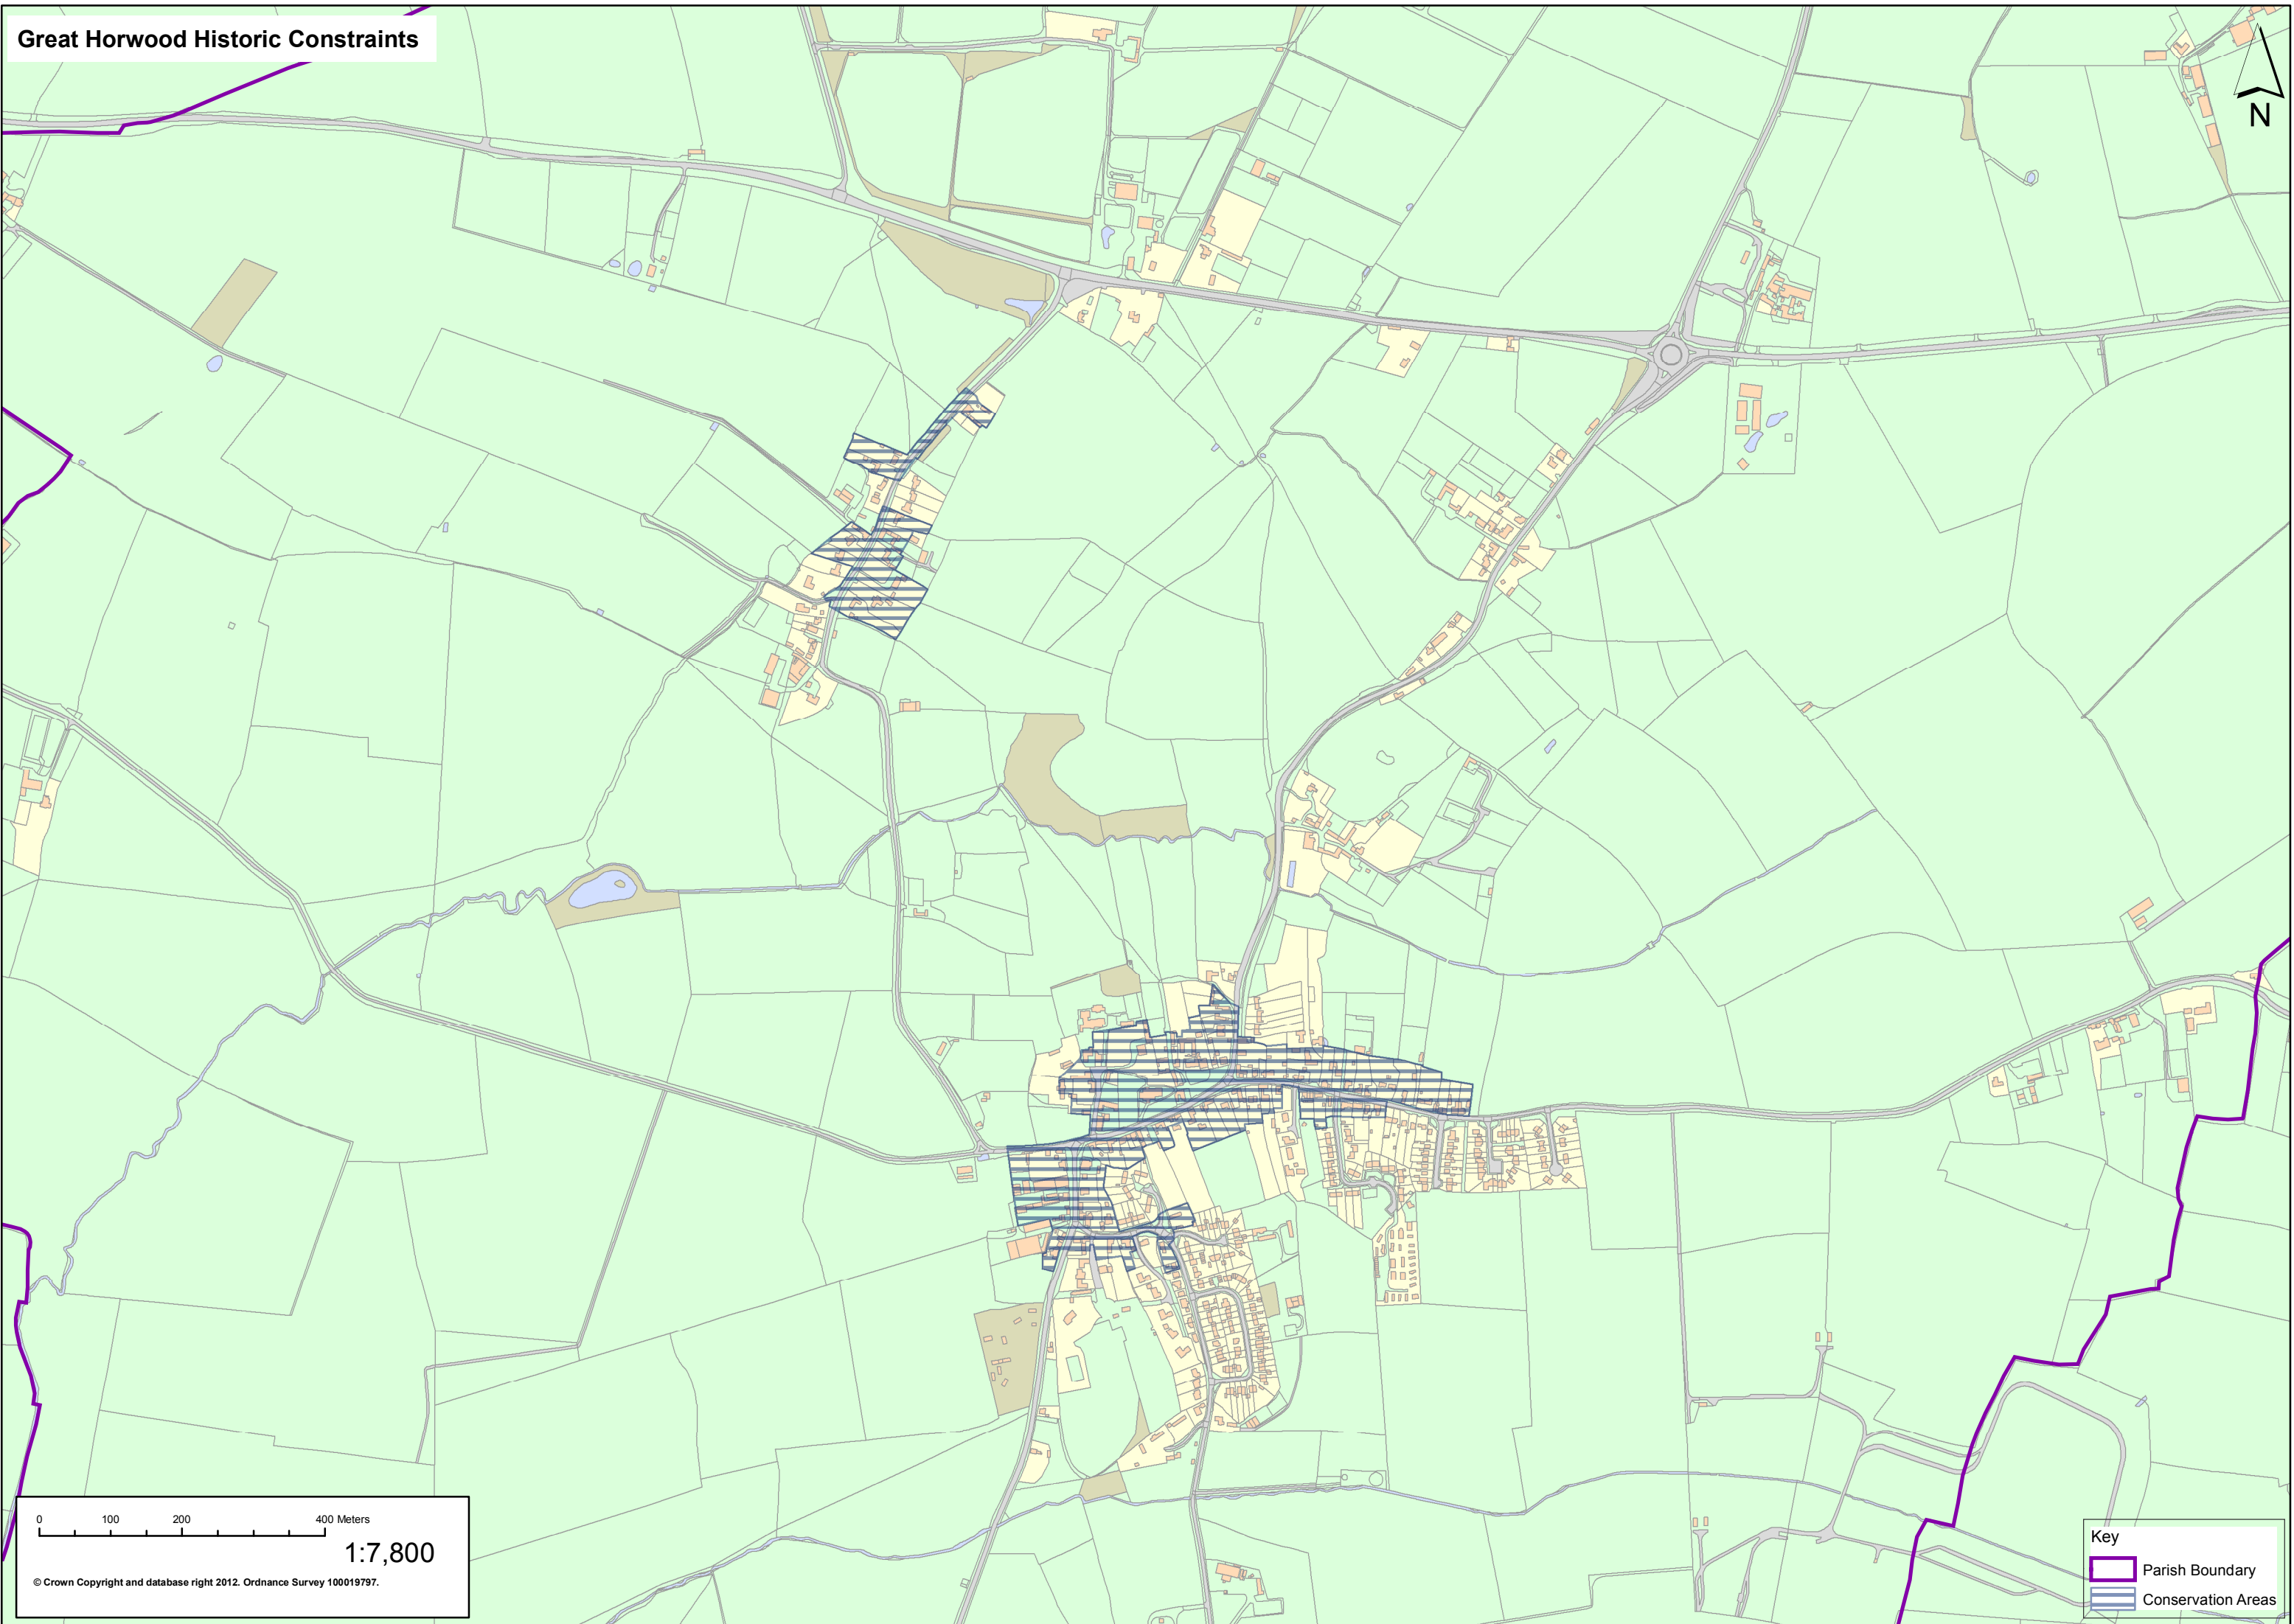 Great Horwood Historic Constraints
N
0 100 200 400 Meters
1:7,800
© Crown Copyright and database right 2012. Ordnance Survey 100019797.
Key
Parish Boundary
Conservation Areas